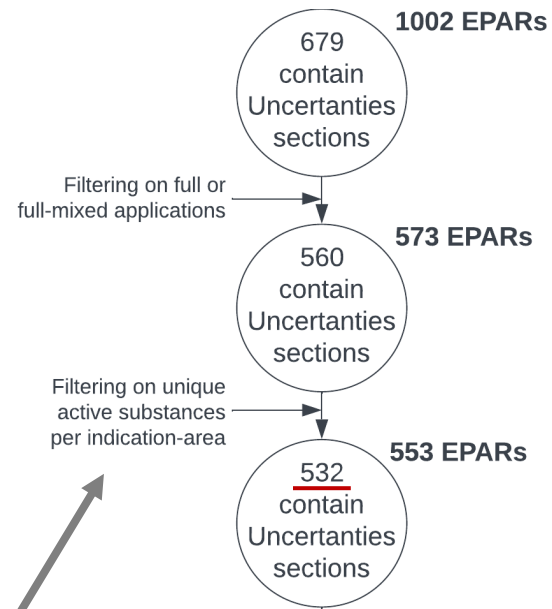 1002 EPARs
679
contain
Uncertanties
sections
Filtering on full or
full-mixed applications
573 EPARs
560
contain
Uncertanties
sections
Filtering on unique
active substances
per indication-area
553 EPARs
532
contain
Uncertanties
sections